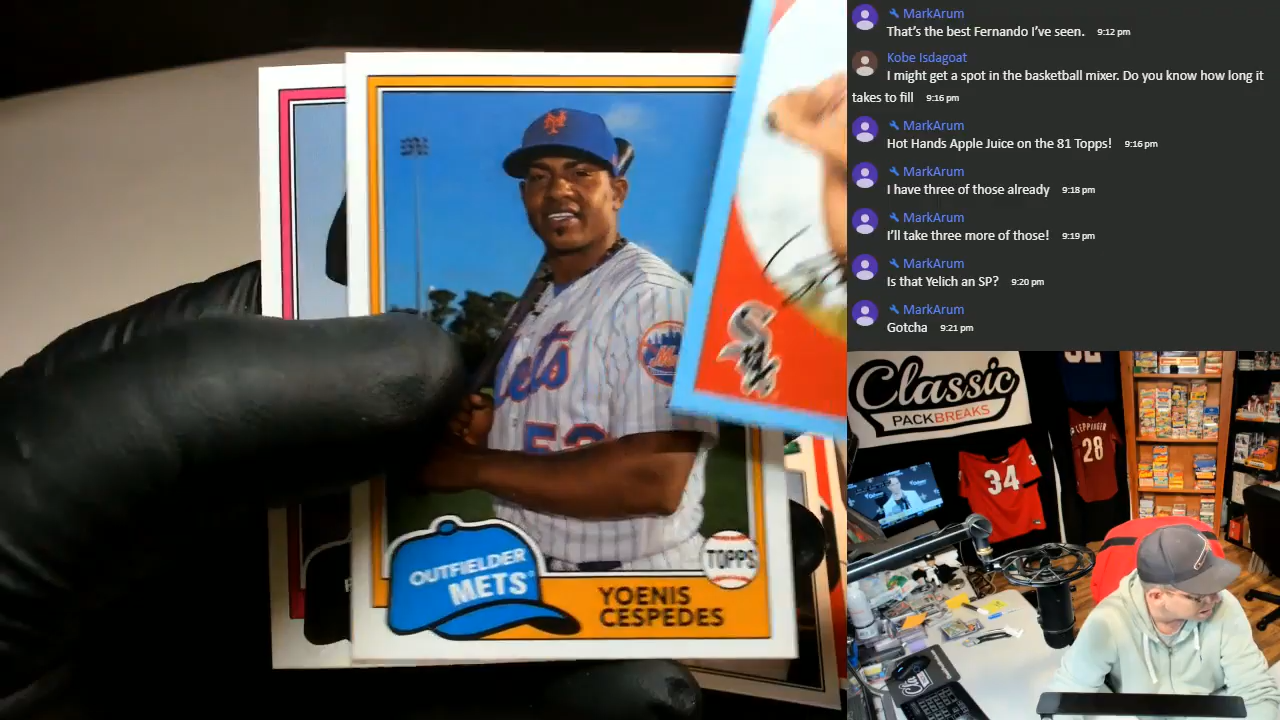 OUTFIELDER
METS
TOPPS
YOENIS
CESPEDES
Mets
52
MarkArum
That's the best Fernando I've seen. 9:12 pm
Kobe Isdagoat
I might get a spot in the basketball mixer. Do you know how long it
takes to fill 9:16 pm
MarkArum
Hot Hands Apple Juice on the 81 Topps! 9:16 pm
MarkArum
I have three of those already 9:18 pm
MarkArum
I'll take three more of those! 9:19 pm
MarkArum
Is that Yelich an SP? 9:20 pm
MarkArum
Gotcha 9:21 pm
Classic
PACKBREAKS
34
28